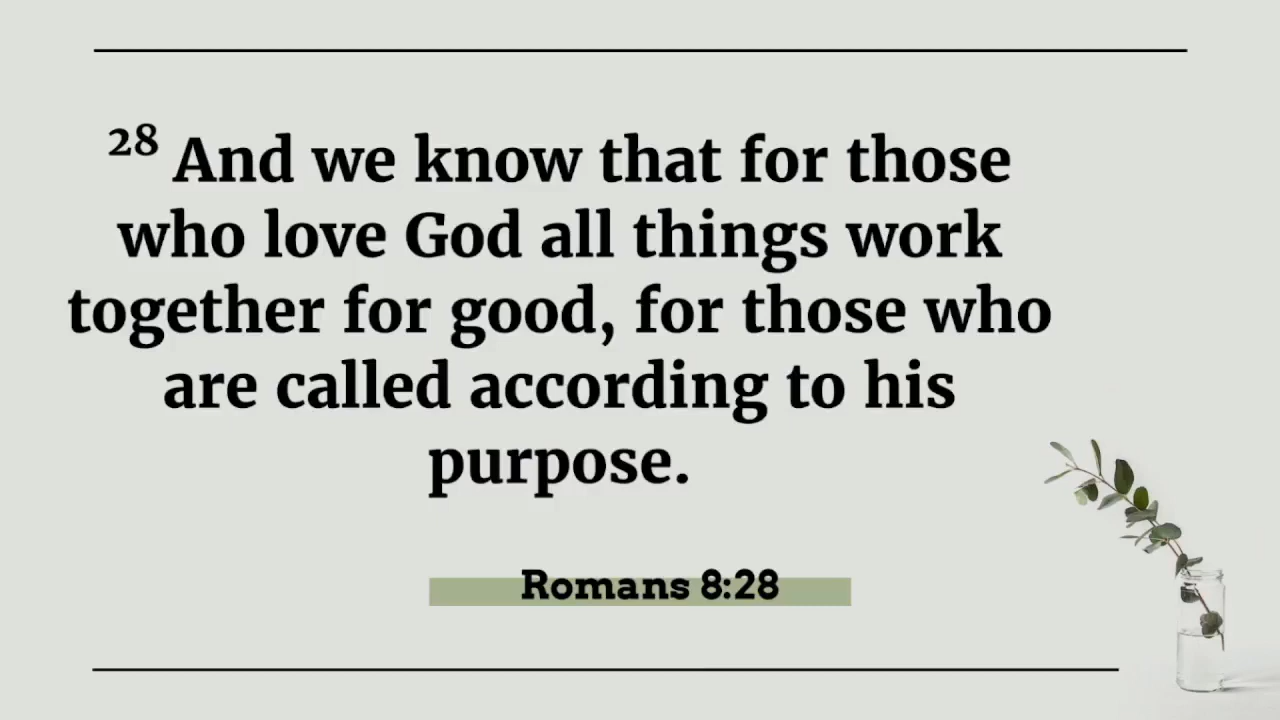 28 And we know that for those
who love God all things work
together for good, for those who
are called according to his
purpose.
Romans 8:28